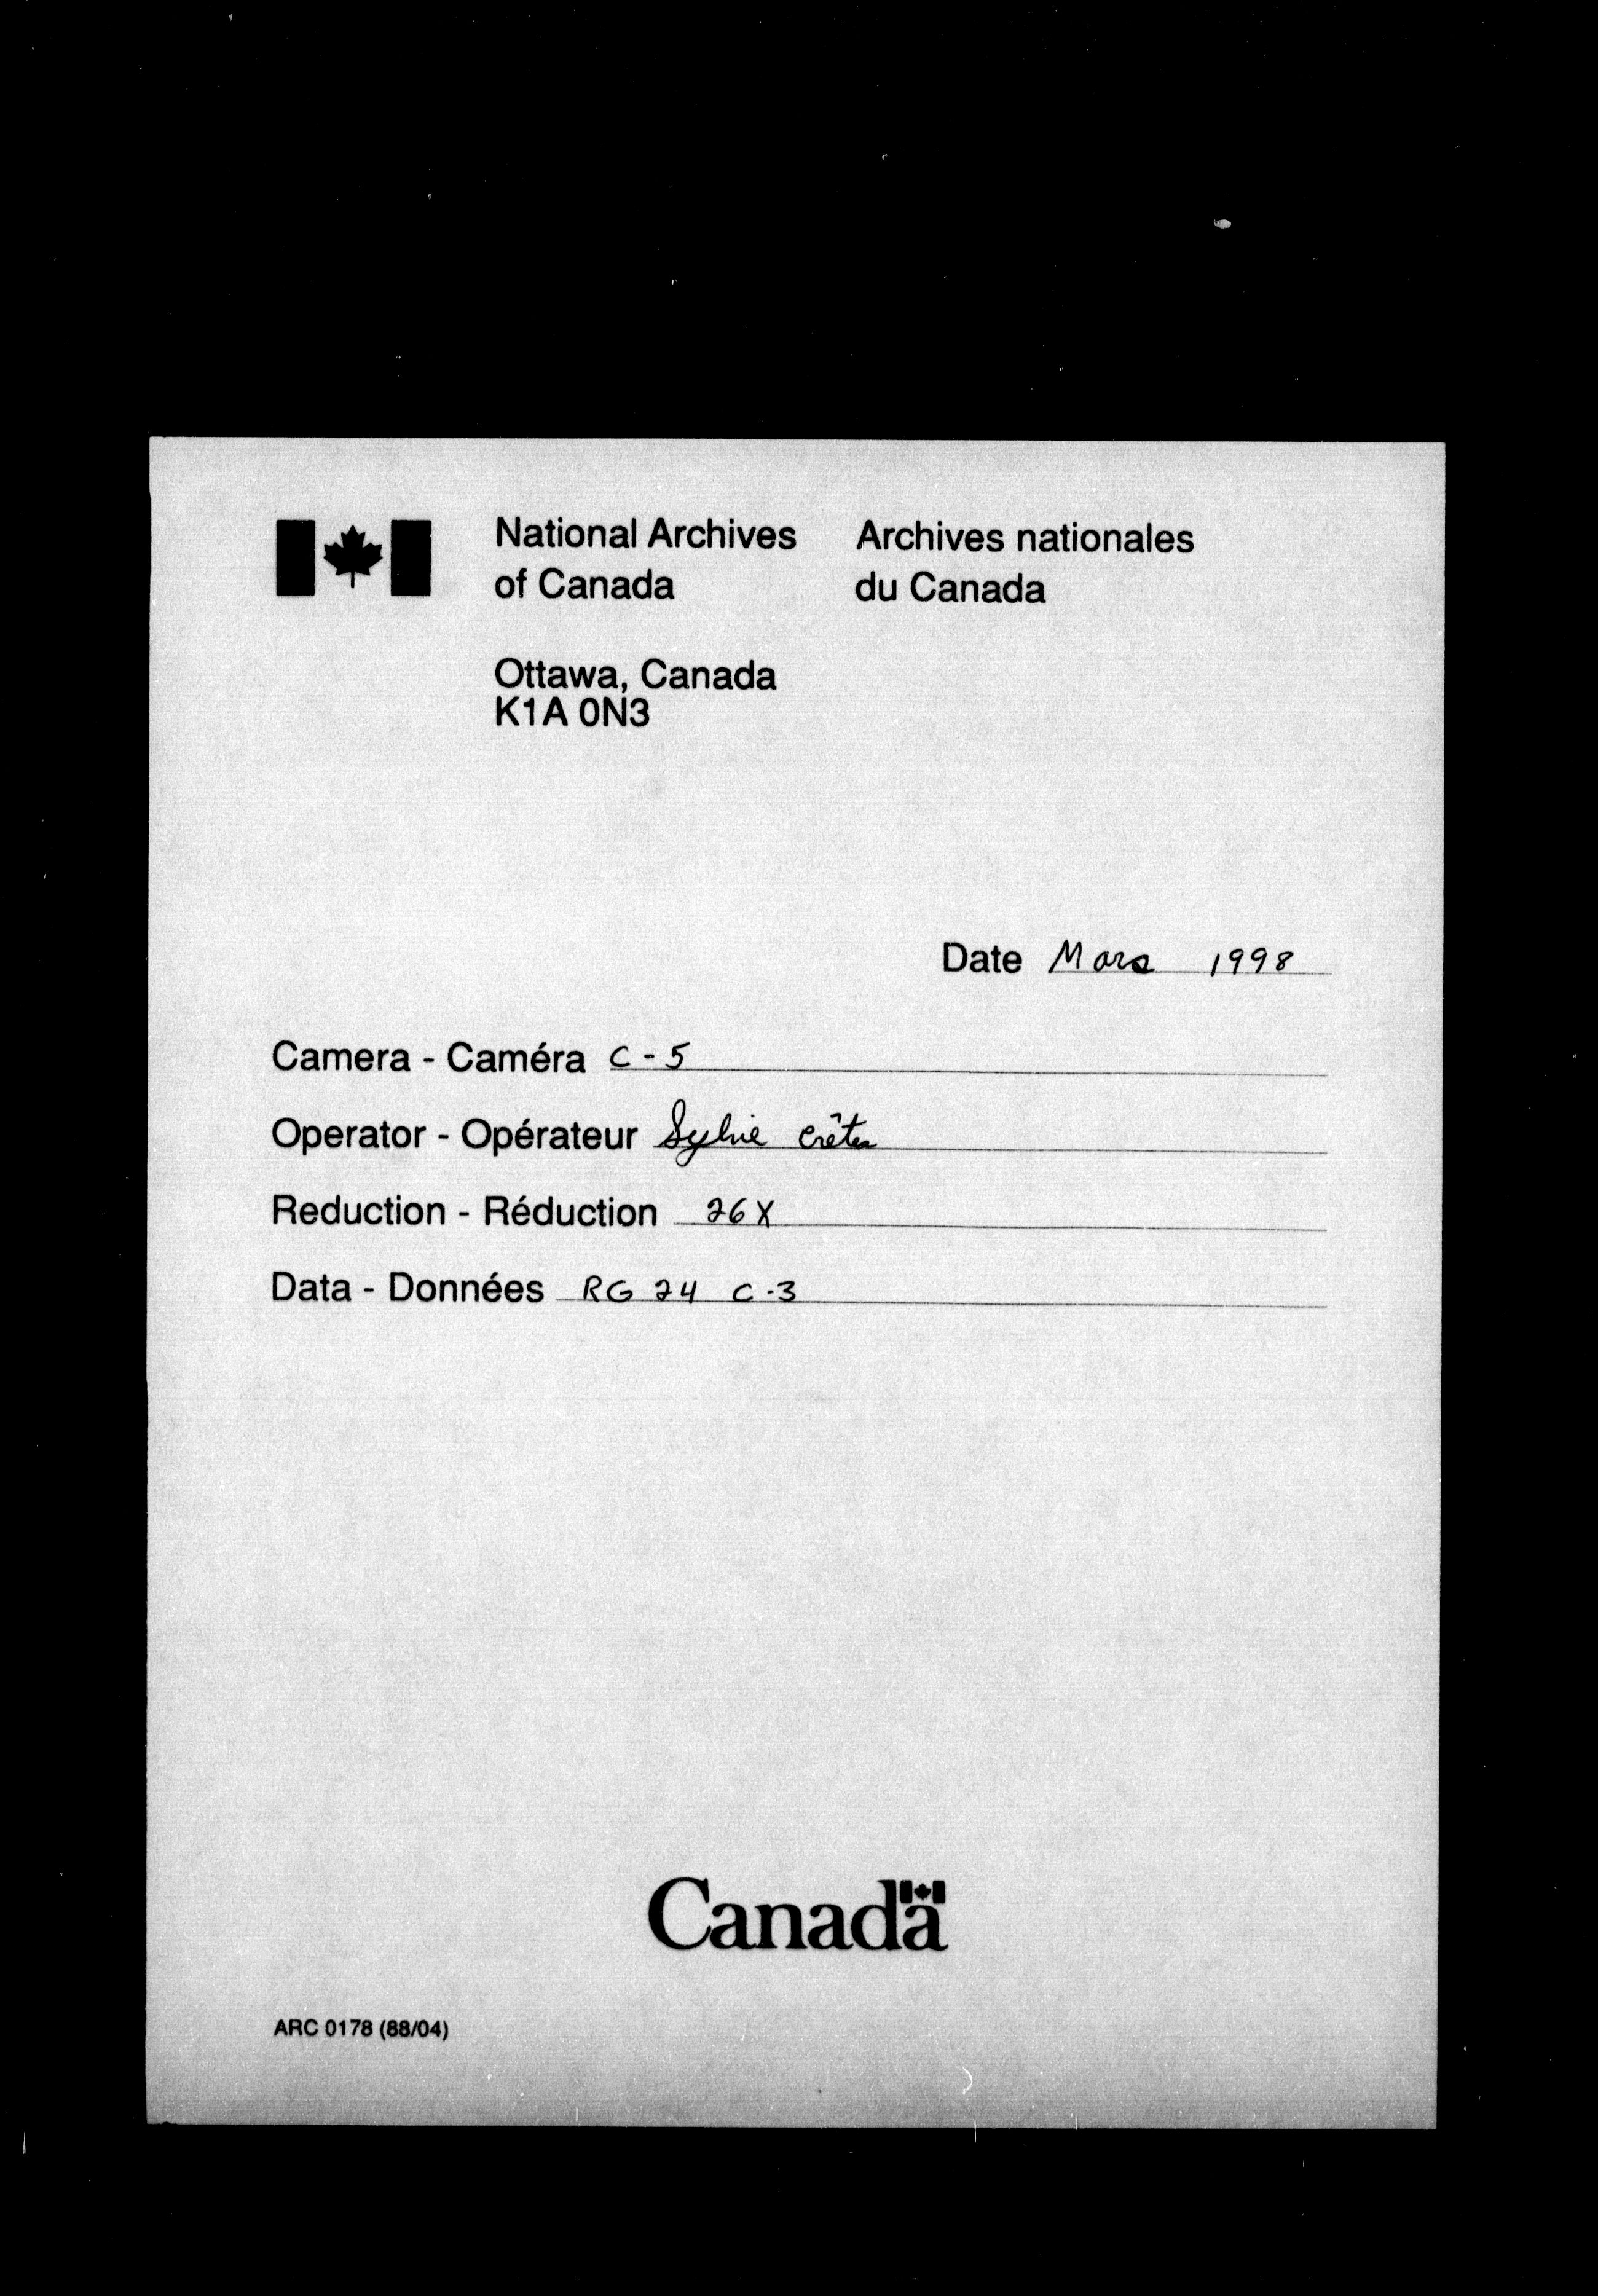 National Archives
of Canada
Archives nationales
du Canada
Ottawa, Canada
K1A 0N3
Date Mars 1998
Camera - Caméra C-5
Operator - Opérateur Sylvie Crêtes
Reduction - Réduction 26X
Data - Données RG 24 C-3
Canada
ARC 0178 (88/04)